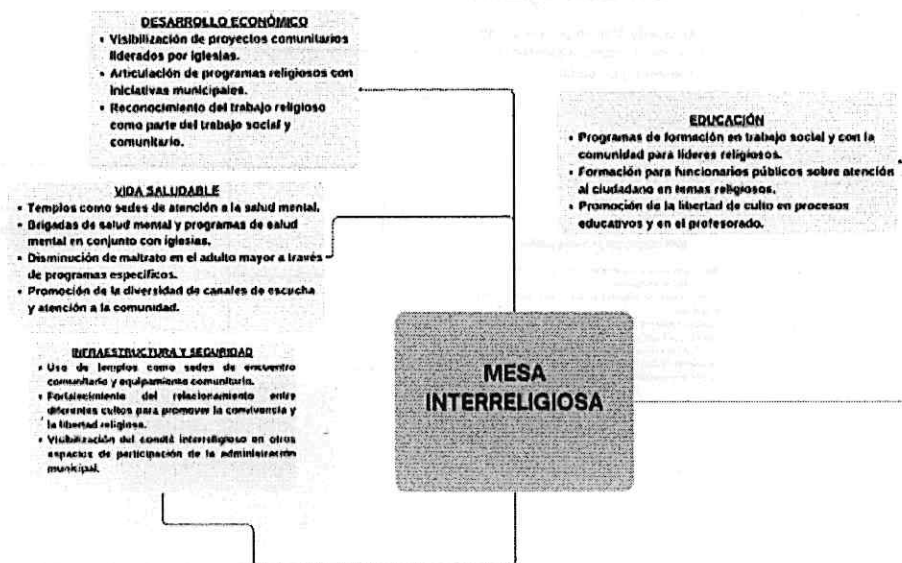 DESARROLLO ECONÓMICO
• Visibilización de proyectos comunitarios
liderados por iglesias.
• Articulación de programas religiosos con
iniciativas municipales.
• Reconocimiento del trabajo religioso
como parte del trabajo social y
comunitario.
VIDA SALUDABLE
• Templos como sedes de atención a la salud mental.
• Brigadas de salud mental y programas de salud
mental en conjunto con iglesias.
• Disminución de maltrato en el adulto mayor a través
de programas específicos.
• Promoción de la diversidad de canales de escucha
y atención a la comunidad.
INFRAESTRUCTURA Y SEGURIDAD
• Uso de templos como sedes de encuentro
comunitario y equipamiento comunitario.
• Fortalecimiento del relacionamiento entre
diferentes cultos para promover la convivencia y
la libertad religiosa.
• Visibilización del comité interreligioso en otros
espacios de participación de la administración
municipal.
EDUCACIÓN
• Programas de formación en trabajo social y con la
comunidad para líderes religiosos.
• Formación para funcionarios públicos sobre atención
al ciudadano en temas religiosos.
• Promoción de la libertad de culto en procesos
educativos y en el profesorado.
MESA
INTERRELIGIOSA